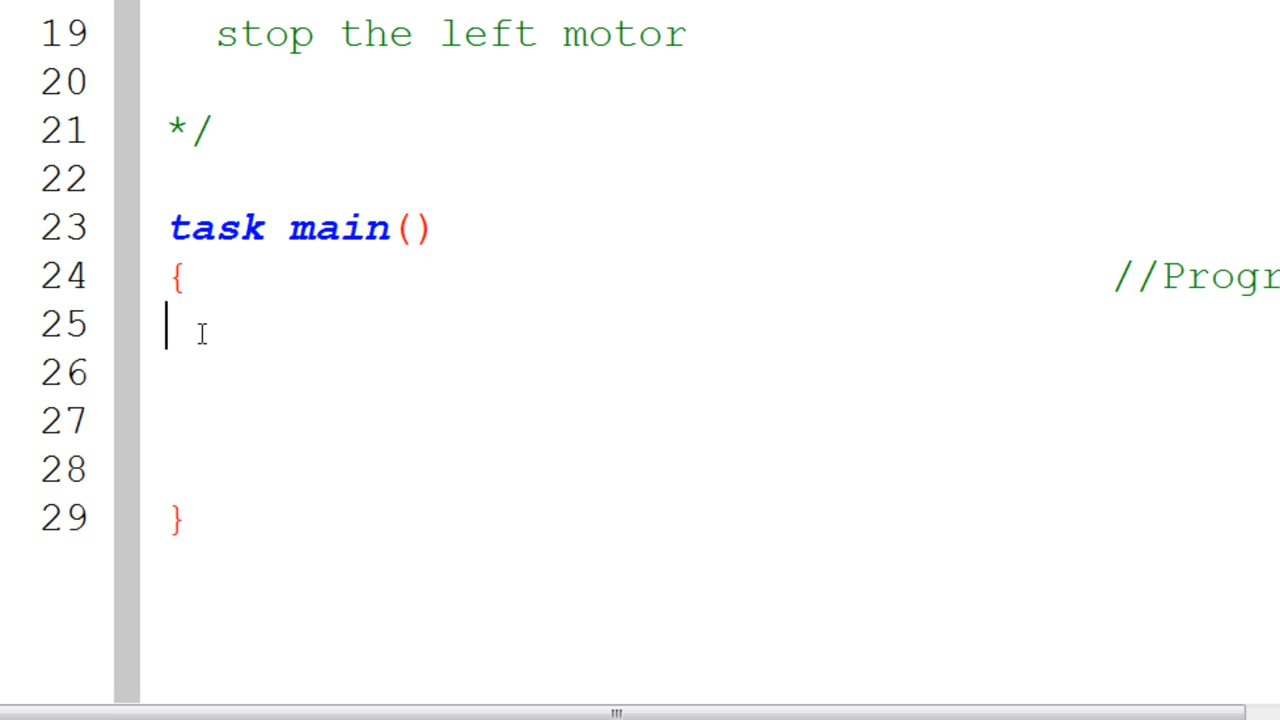 19 stop the left motor
20
21 */
22
23 task main()
24 { //Progr
25
26
27
28
29 }